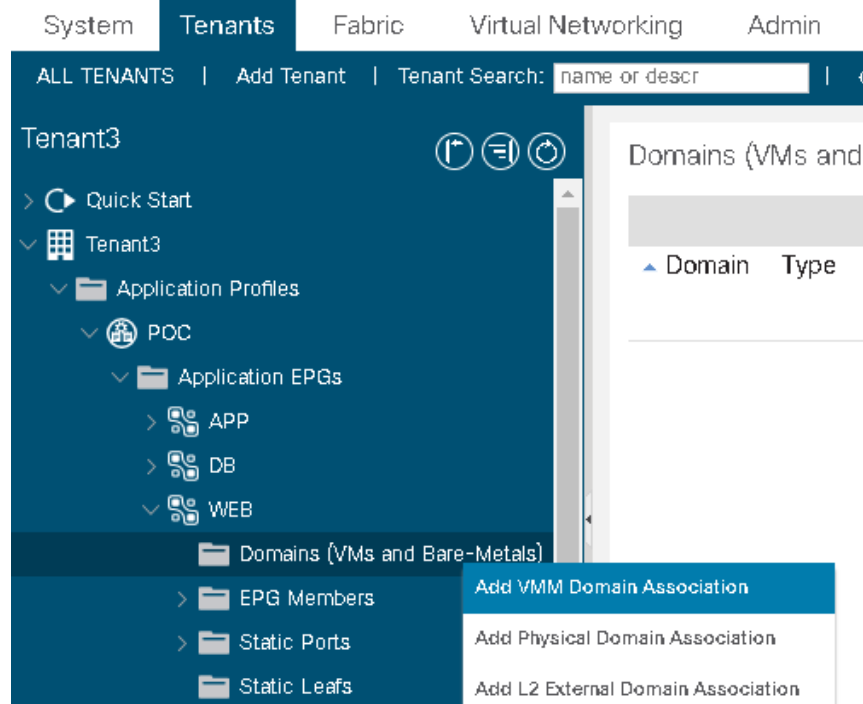 System Tenants Fabric Virtual Networking Admin
ALL TENANTS | Add Tenant | Tenant Search: name or descr |
Tenant3
Domains (VMs and
Quick Start
Tenant3
Domain Type
Application Profiles
POC
Application EPGs
APP
DB
WEB
Domains (VMs and Bare-Metals)
Add VMM Domain Association
EPG Members
Add Physical Domain Association
Static Ports
Static Leafs
Add L2 External Domain Association